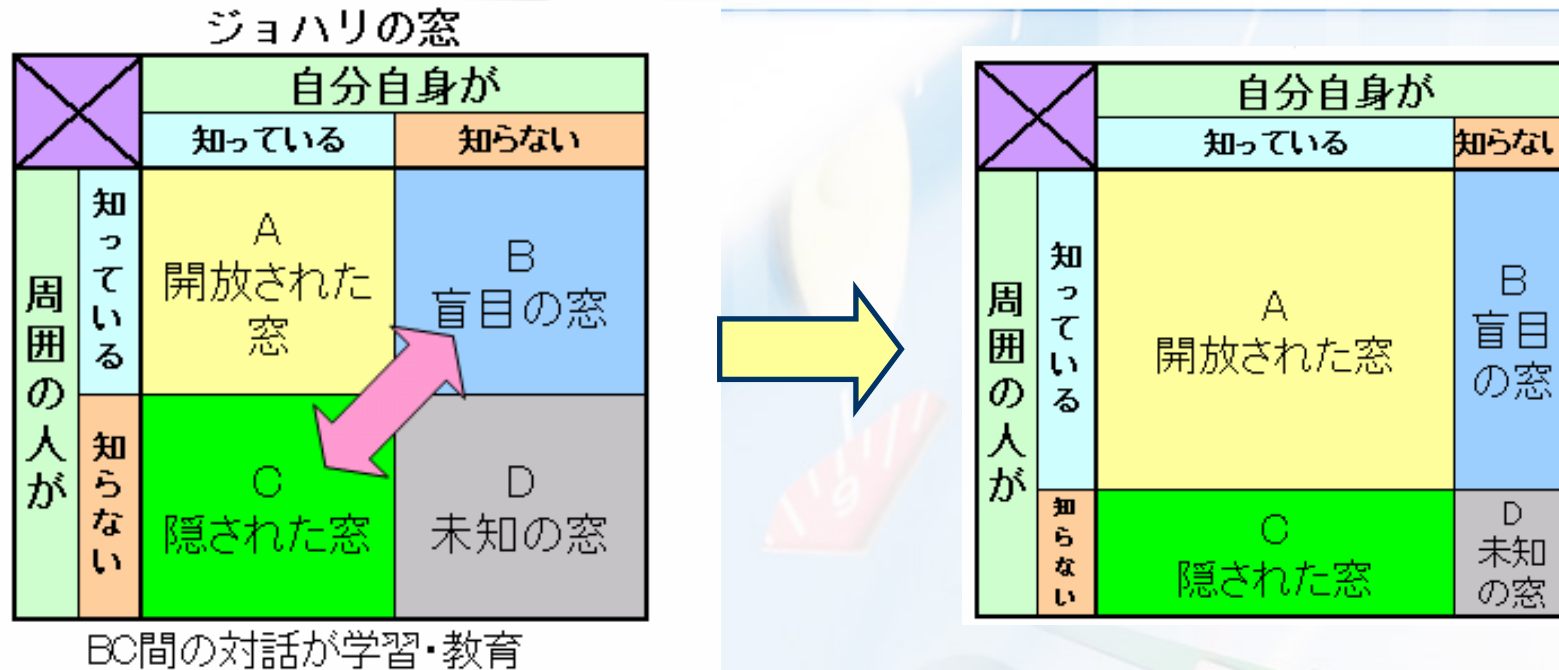 ジョハリの窓
自分自身が
知っている
知らない
周囲の人が
知っている
知らない
A
開放された
窓
B
盲目の窓
C
隠された窓
D
未知の窓
BC間の対話が学習・教育
自分自身が
知っている
知らない
周囲の人が
知っている
知らない
A
開放された窓
B
盲目
の窓
C
隠された窓
D
未知
の窓